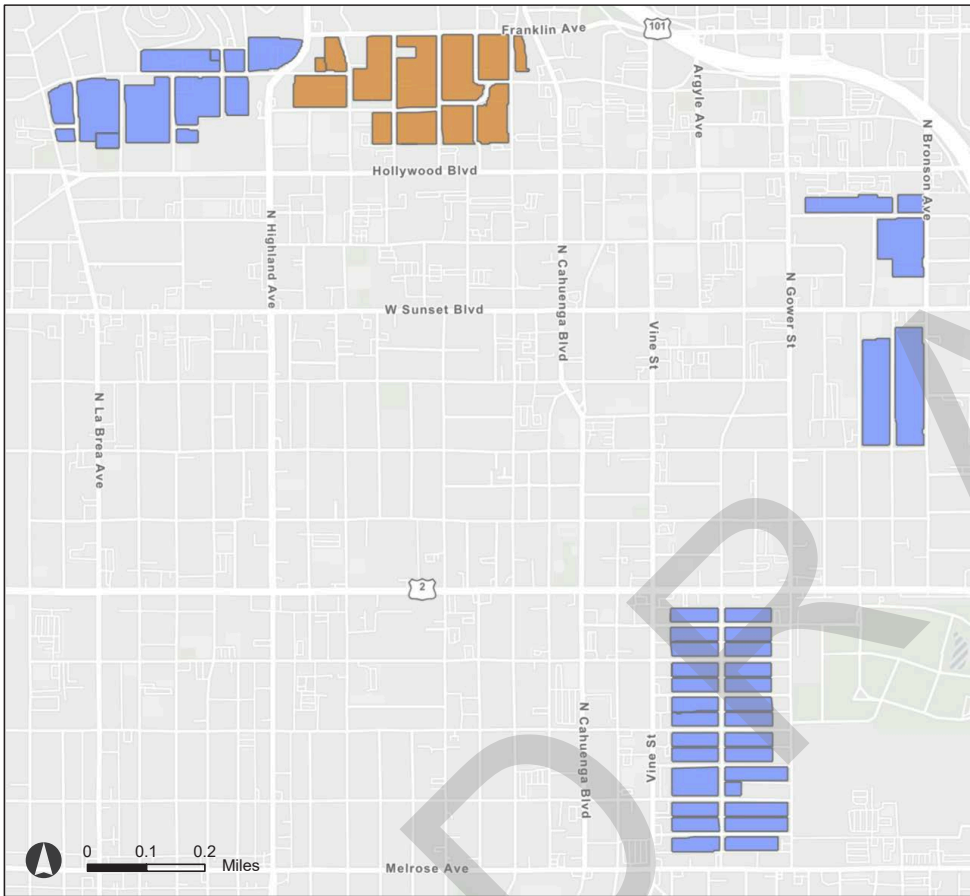 Franklin Ave
101
Argyle Ave
N Bronson Ave
Hollywood Blvd
N Highland Ave
N Cahuenga Blvd
N Gower St
W Sunset Blvd
Vine St
N La Brea Ave
2
N Cahuenga Blvd
Vine St
0 0.1 0.2
Miles
Melrose Ave
DRA